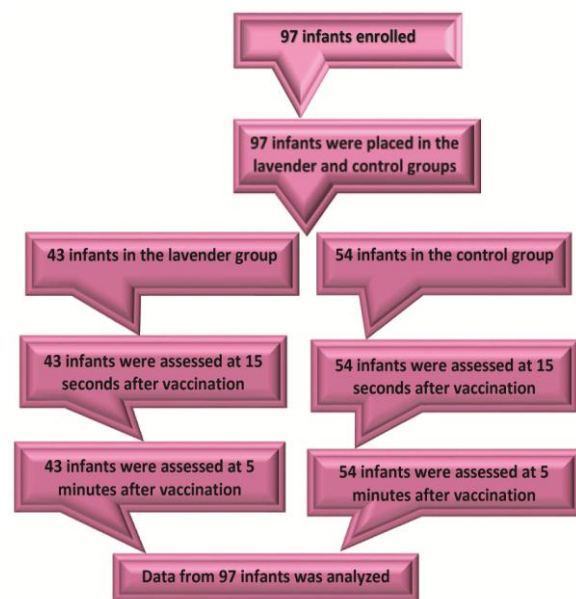 97 infants enrolled
97 infants were placed in the
lavender and control groups
43 infants in the lavender group
54 infants in the control group
43 infants were assessed at 15
seconds after vaccination
54 infants were assessed at 15
seconds after vaccination
43 infants were assessed at 5
minutes after vaccination
54 infants were assessed at 5
minutes after vaccination
Data from 97 infants was analyzed